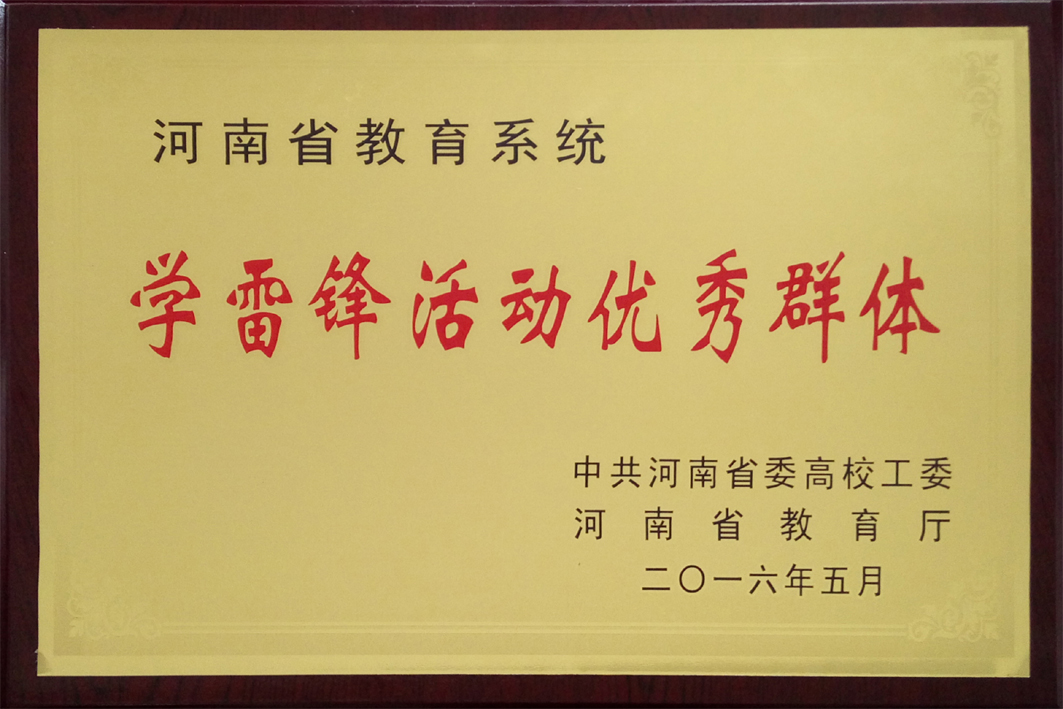 河南省教育系统
学雷锋活动优秀群体
中共河南省委高校工委
河南省教育厅
二〇一六年五月